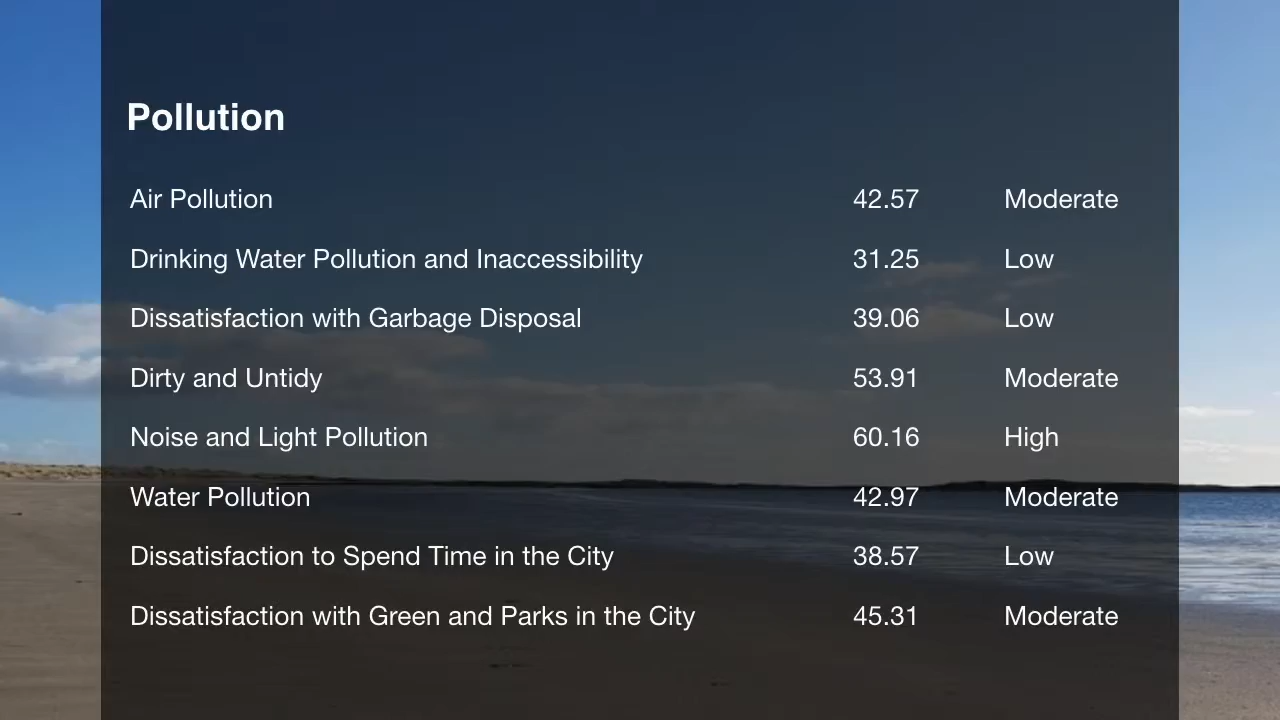 Pollution
Air Pollution 42.57 Moderate
Drinking Water Pollution and Inaccessibility 31.25 Low
Dissatisfaction with Garbage Disposal 39.06 Low
Dirty and Untidy 53.91 Moderate
Noise and Light Pollution 60.16 High
Water Pollution 42.97 Moderate
Dissatisfaction to Spend Time in the City 38.57 Low
Dissatisfaction with Green and Parks in the City 45.31 Moderate